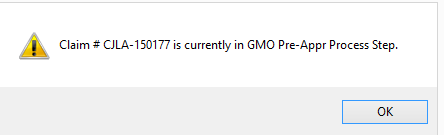 Claim # CJLA-150177 is currently in GMO Pre-Appr Process Step.
OK